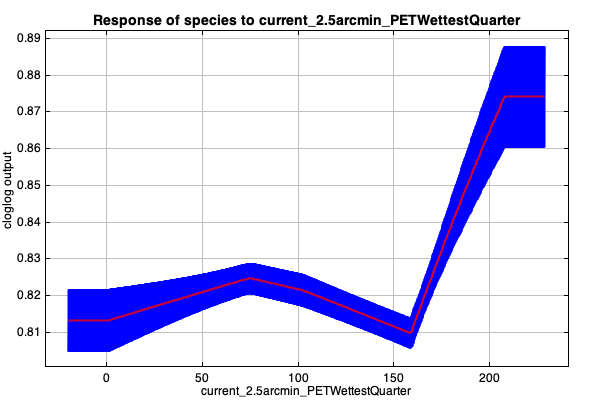 Response of species to current_2.5arcmin_PETWettestQuarter
0.89
0.88
0.87
0.86
0.85
0.84
0.83
0.82
0.81
cloglog output
0 50 100 150 200
current_2.5arcmin_PETWettestQuarter